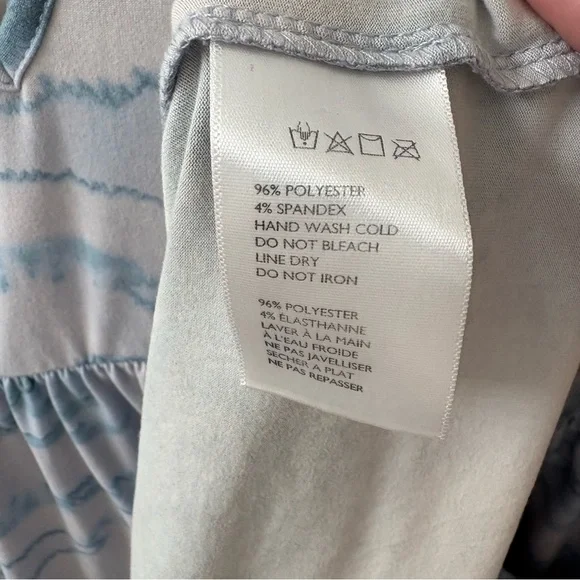 96% POLYESTER
4% SPANDEX
HAND WASH COLD
DO NOT BLEACH
LINE DRY
DO NOT IRON
96% POLYESTER
4% ÉLASTHANNE
LAVER À LA MAIN
À L'EAU FROIDE
NE PAS JAVELLISER
SECHER A PLAT
NE PAS REPASSER